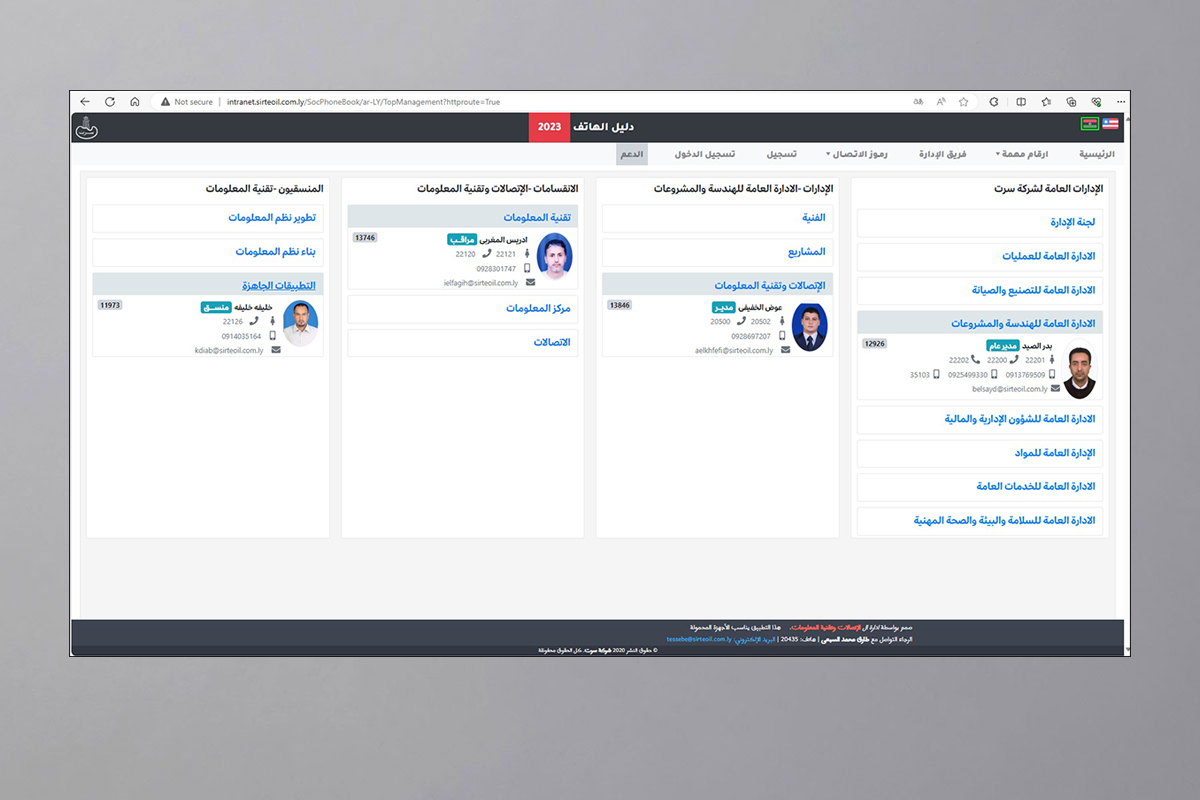 Not secure | intranet.sirteoil.com.ly/SocPhoneBook/ar-LY/TopManagement?httproute=True
دليل الهاتف 2023
الرئيسية
ارقام مهمة
فريق الإدارة
رموز الاتصال
تسجيل
تسجيل الدخول
الدعم
الإدارات العامة لشركة سرت
لجنة الإدارة
الادارة العامة للعمليات
الادارة العامة للتصنيع والصيانة
الادارة العامة للهندسة والمشروعات
بدر الصيد مدير عام 12926
22201 22200 22202
0913769509 0925499330 35103
belsayd@sirteoil.com.ly
الادارة العامة للشؤون الإدارية والمالية
الإدارة العامة للمواد
الادارة العامة للخدمات العامة
الادارة العامة للسلامة والبيئة والصحة المهنية
الإدارات -الادارة العامة للهندسة والمشروعات
الفنية
المشاريع
الإتصالات وتقنية المعلومات
عوض الخفيفي مدير 13846
20502 20500
0928697207
aelkhfefi@sirteoil.com.ly
الانقسامات -الإتصالات وتقنية المعلومات
تقنية المعلومات
ادريس المغربي مراقب 13746
22121 22120
0928301747
ielfagih@sirteoil.com.ly
مركز المعلومات
الاتصالات
المنسقيون -تقنية المعلومات
تطوير نظم المعلومات
بناء نظم المعلومات
التطبيقات الجاهزة
خليفه خليفه منسق 11973
22126
0914035164
kdiab@sirteoil.com.ly
صمم بواسطة ادارة ال الإتصالات وتقنية المعلومات. هذا التطبيق يناسب الأجهزة المحمولة
الرجاء التواصل مع طارق محمد السبعي | هاتف: 20435 | البريد الإلكتروني: tessebe@sirteoil.com.ly
© حقوق النشر 2020 شركة سرت. كل الحقوق محفوظة